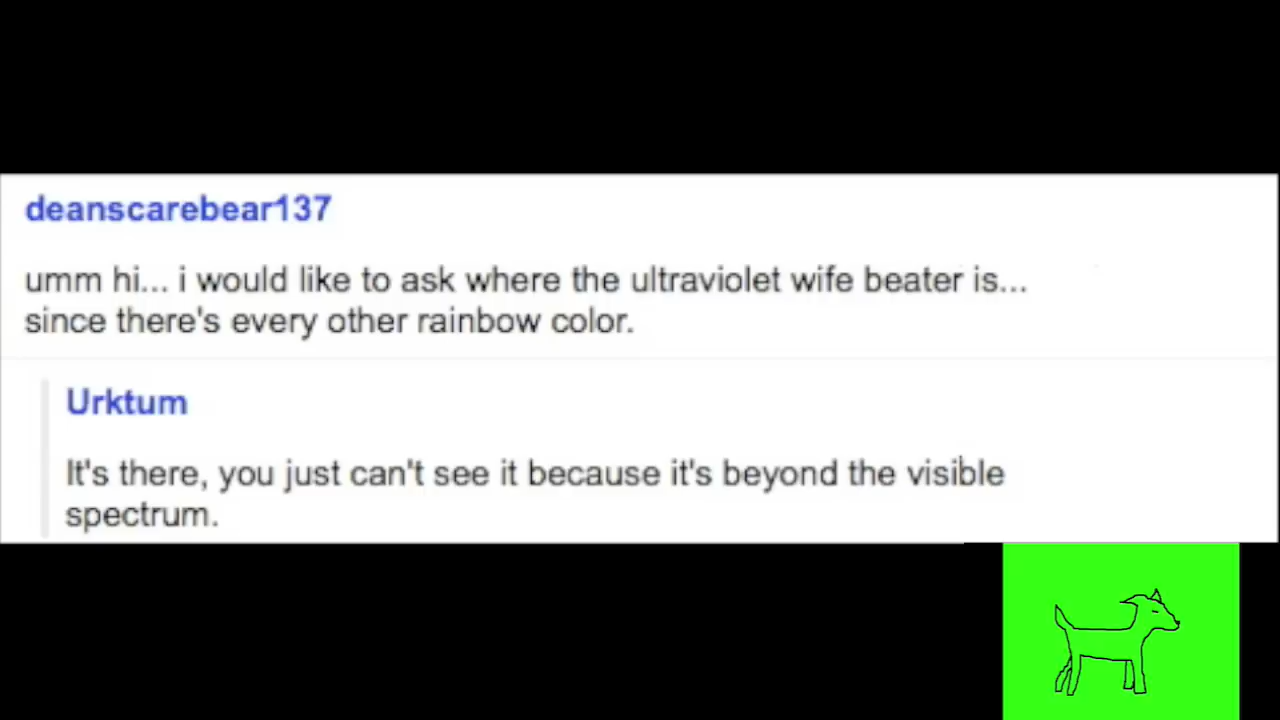 deanscarebear137
umm hi... i would like to ask where the ultraviolet wife beater is...
since there's every other rainbow color.
Urktum
It's there, you just can't see it because it's beyond the visible
spectrum.